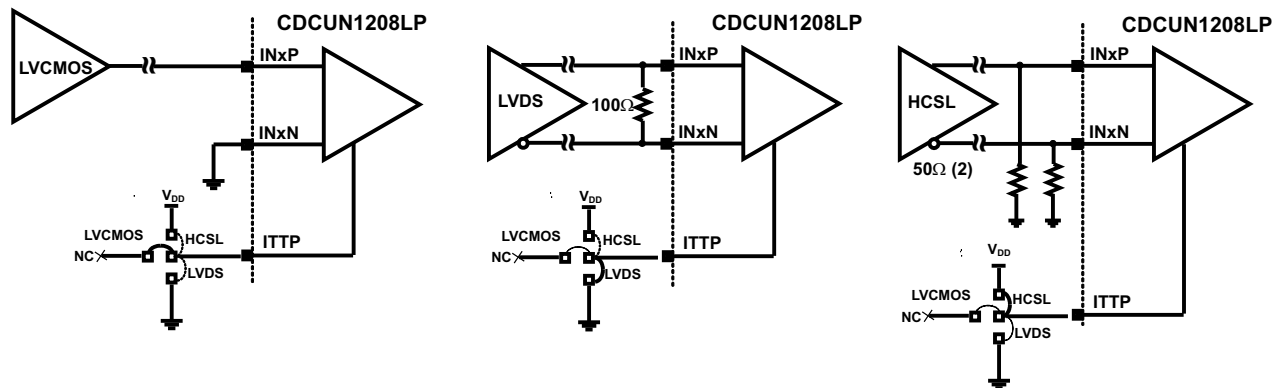 CDCUN1208LP
LVCMOS
INxP
INxN
VDD
LVCMOS
HCSL
NC
LVDS
ITTP
CDCUN1208LP
LVDS
INxP
100Ω
INxN
VDD
LVCMOS
HCSL
NC
LVDS
ITTP
CDCUN1208LP
HCSL
INxP
INxN
50Ω (2)
VDD
LVCMOS
HCSL
NC
LVDS
ITTP